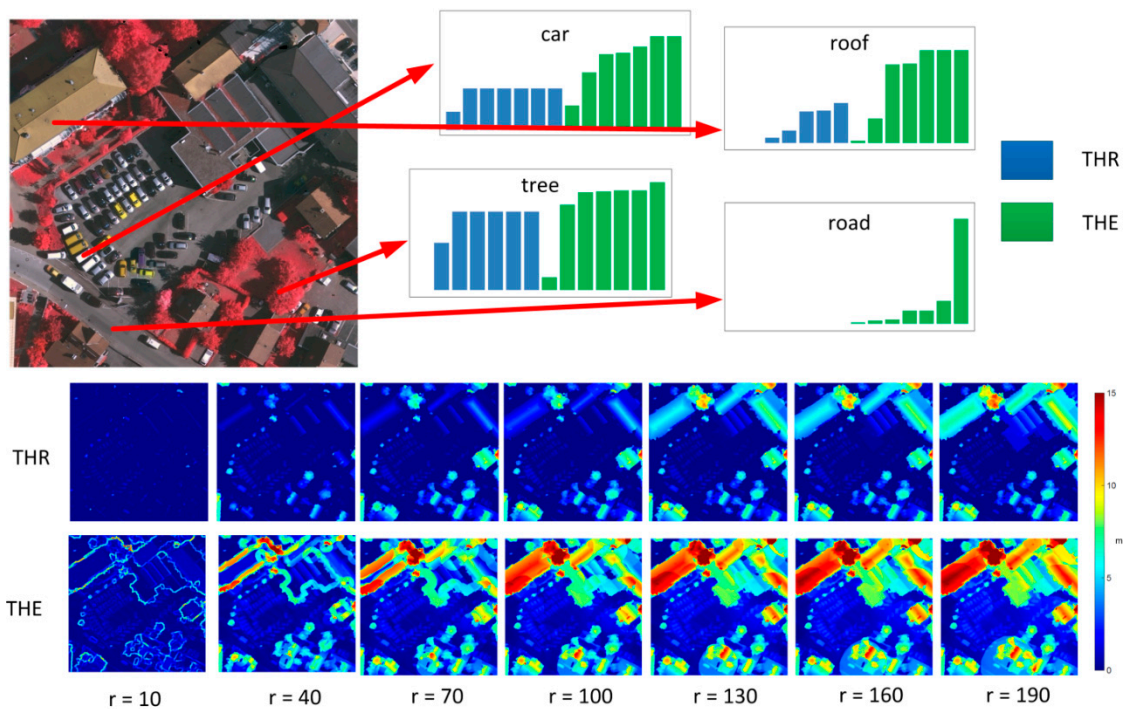 car
roof
THR
tree
THE
road
15
THR
10
m
5
THE
0
r = 10
r = 40
r = 70
r = 100
r = 130
r = 160
r = 190